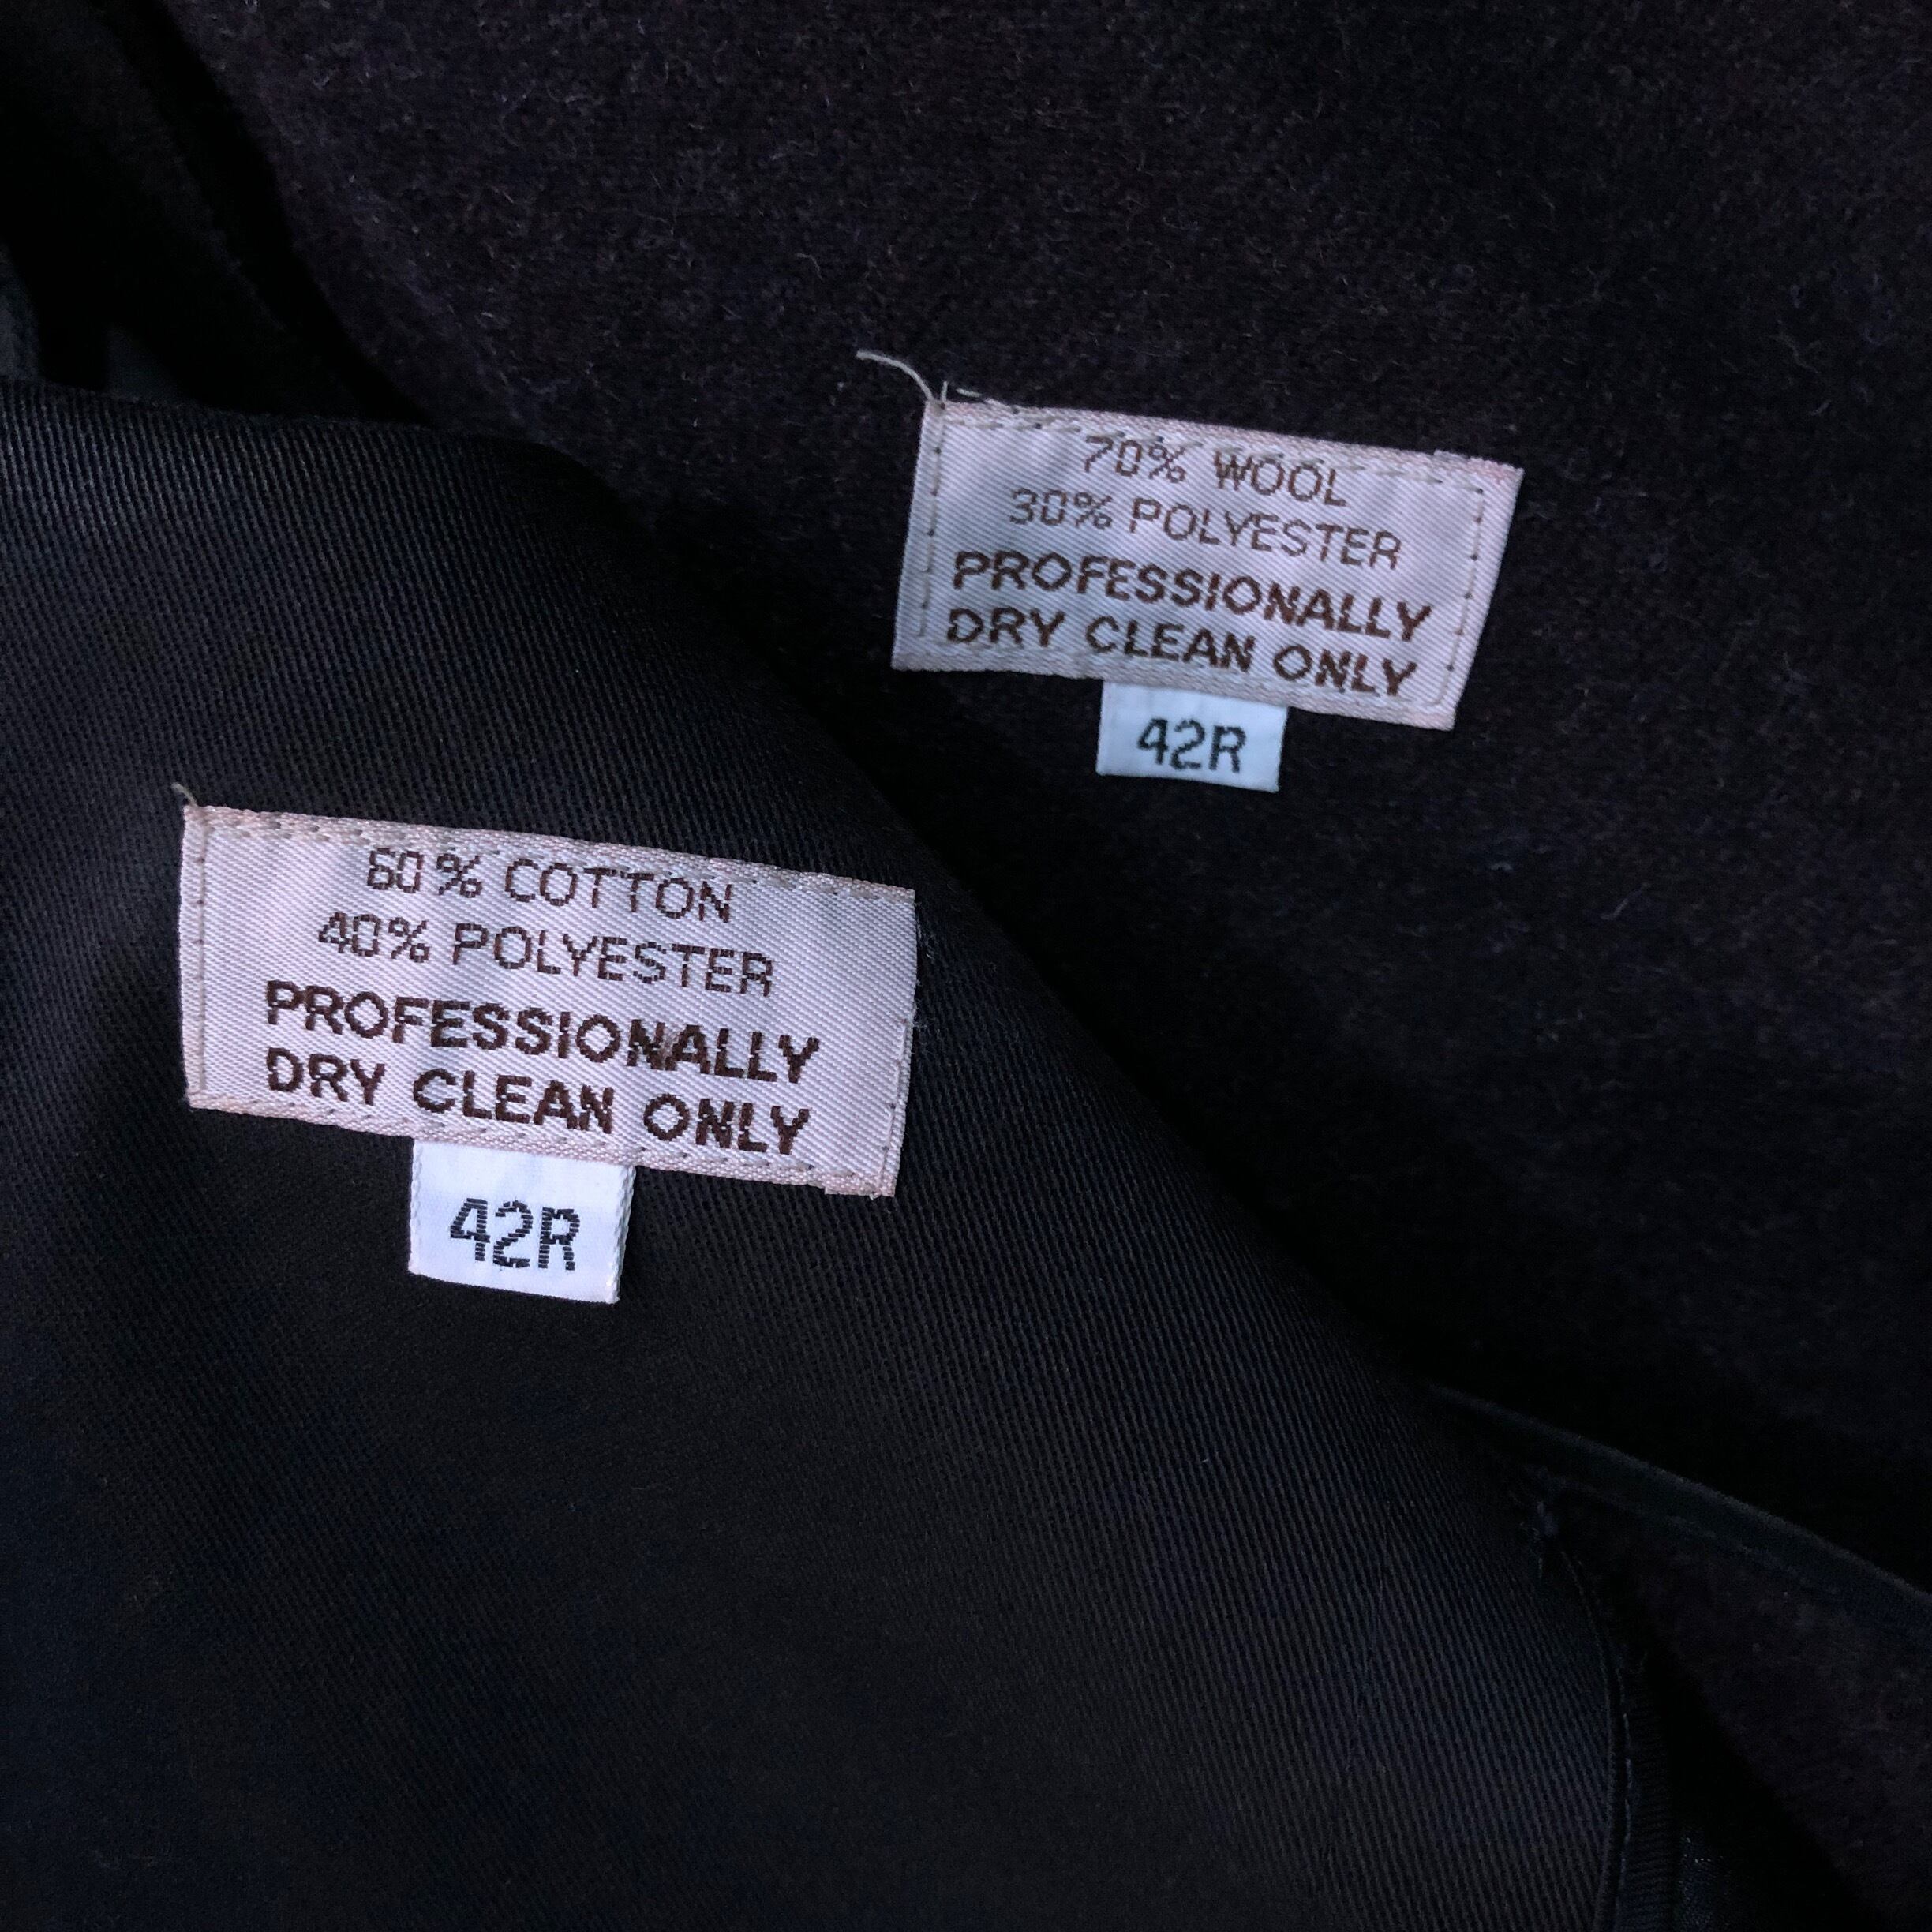 70% WOOL
30% POLYESTER
PROFESSIONALLY
DRY CLEAN ONLY
42R
60% COTTON
40% POLYESTER
PROFESSIONALLY
DRY CLEAN ONLY
42R